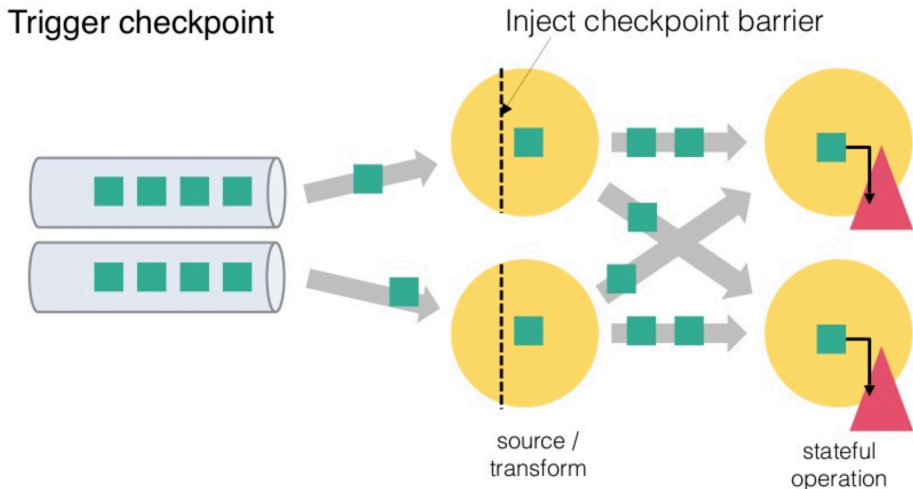 Trigger checkpoint
Inject checkpoint barrier
source /
transform
stateful
operation